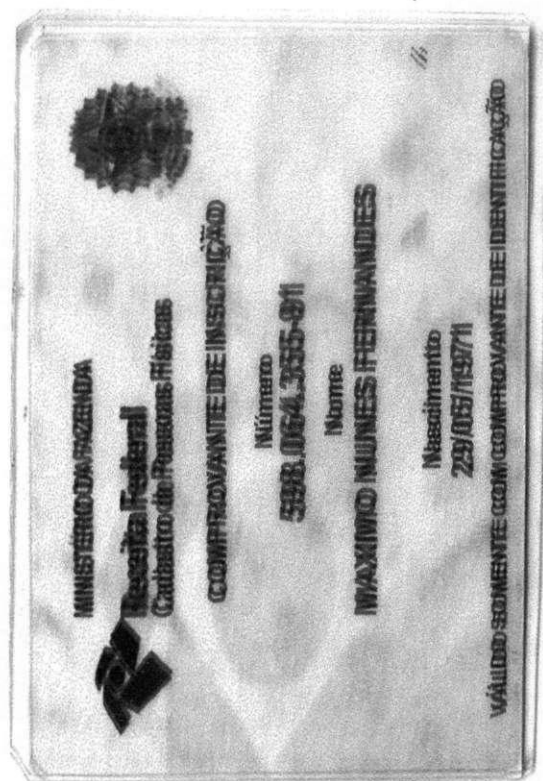 MINISTÉRIO DA FAZENDA
Receita Federal
Cadastro de Pessoas Físicas
COMPROVANTE DE INSCRIÇÃO
Número
598.064.355-91
Nome
MAXIMO NUNES FERNANDES
Nascimento
29/05/1971
VÁLIDO SOMENTE COM COMPROVANTE DE IDENTIFICAÇÃO